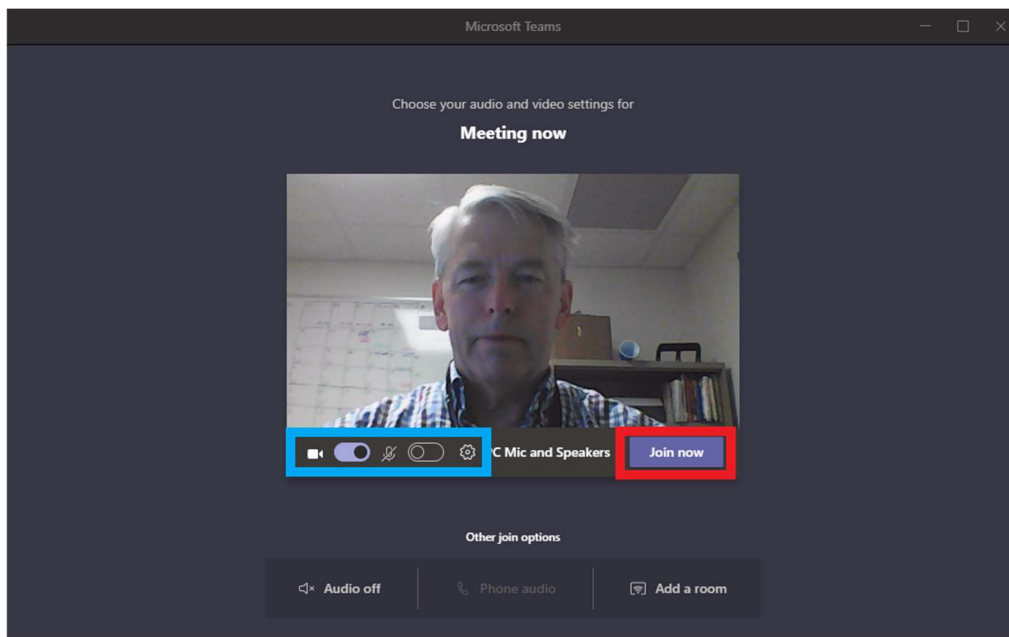 Microsoft Teams
Choose your audio and video settings for
Meeting now
PC Mic and Speakers
Join now
Other join options
Audio off
Phone audio
Add a room